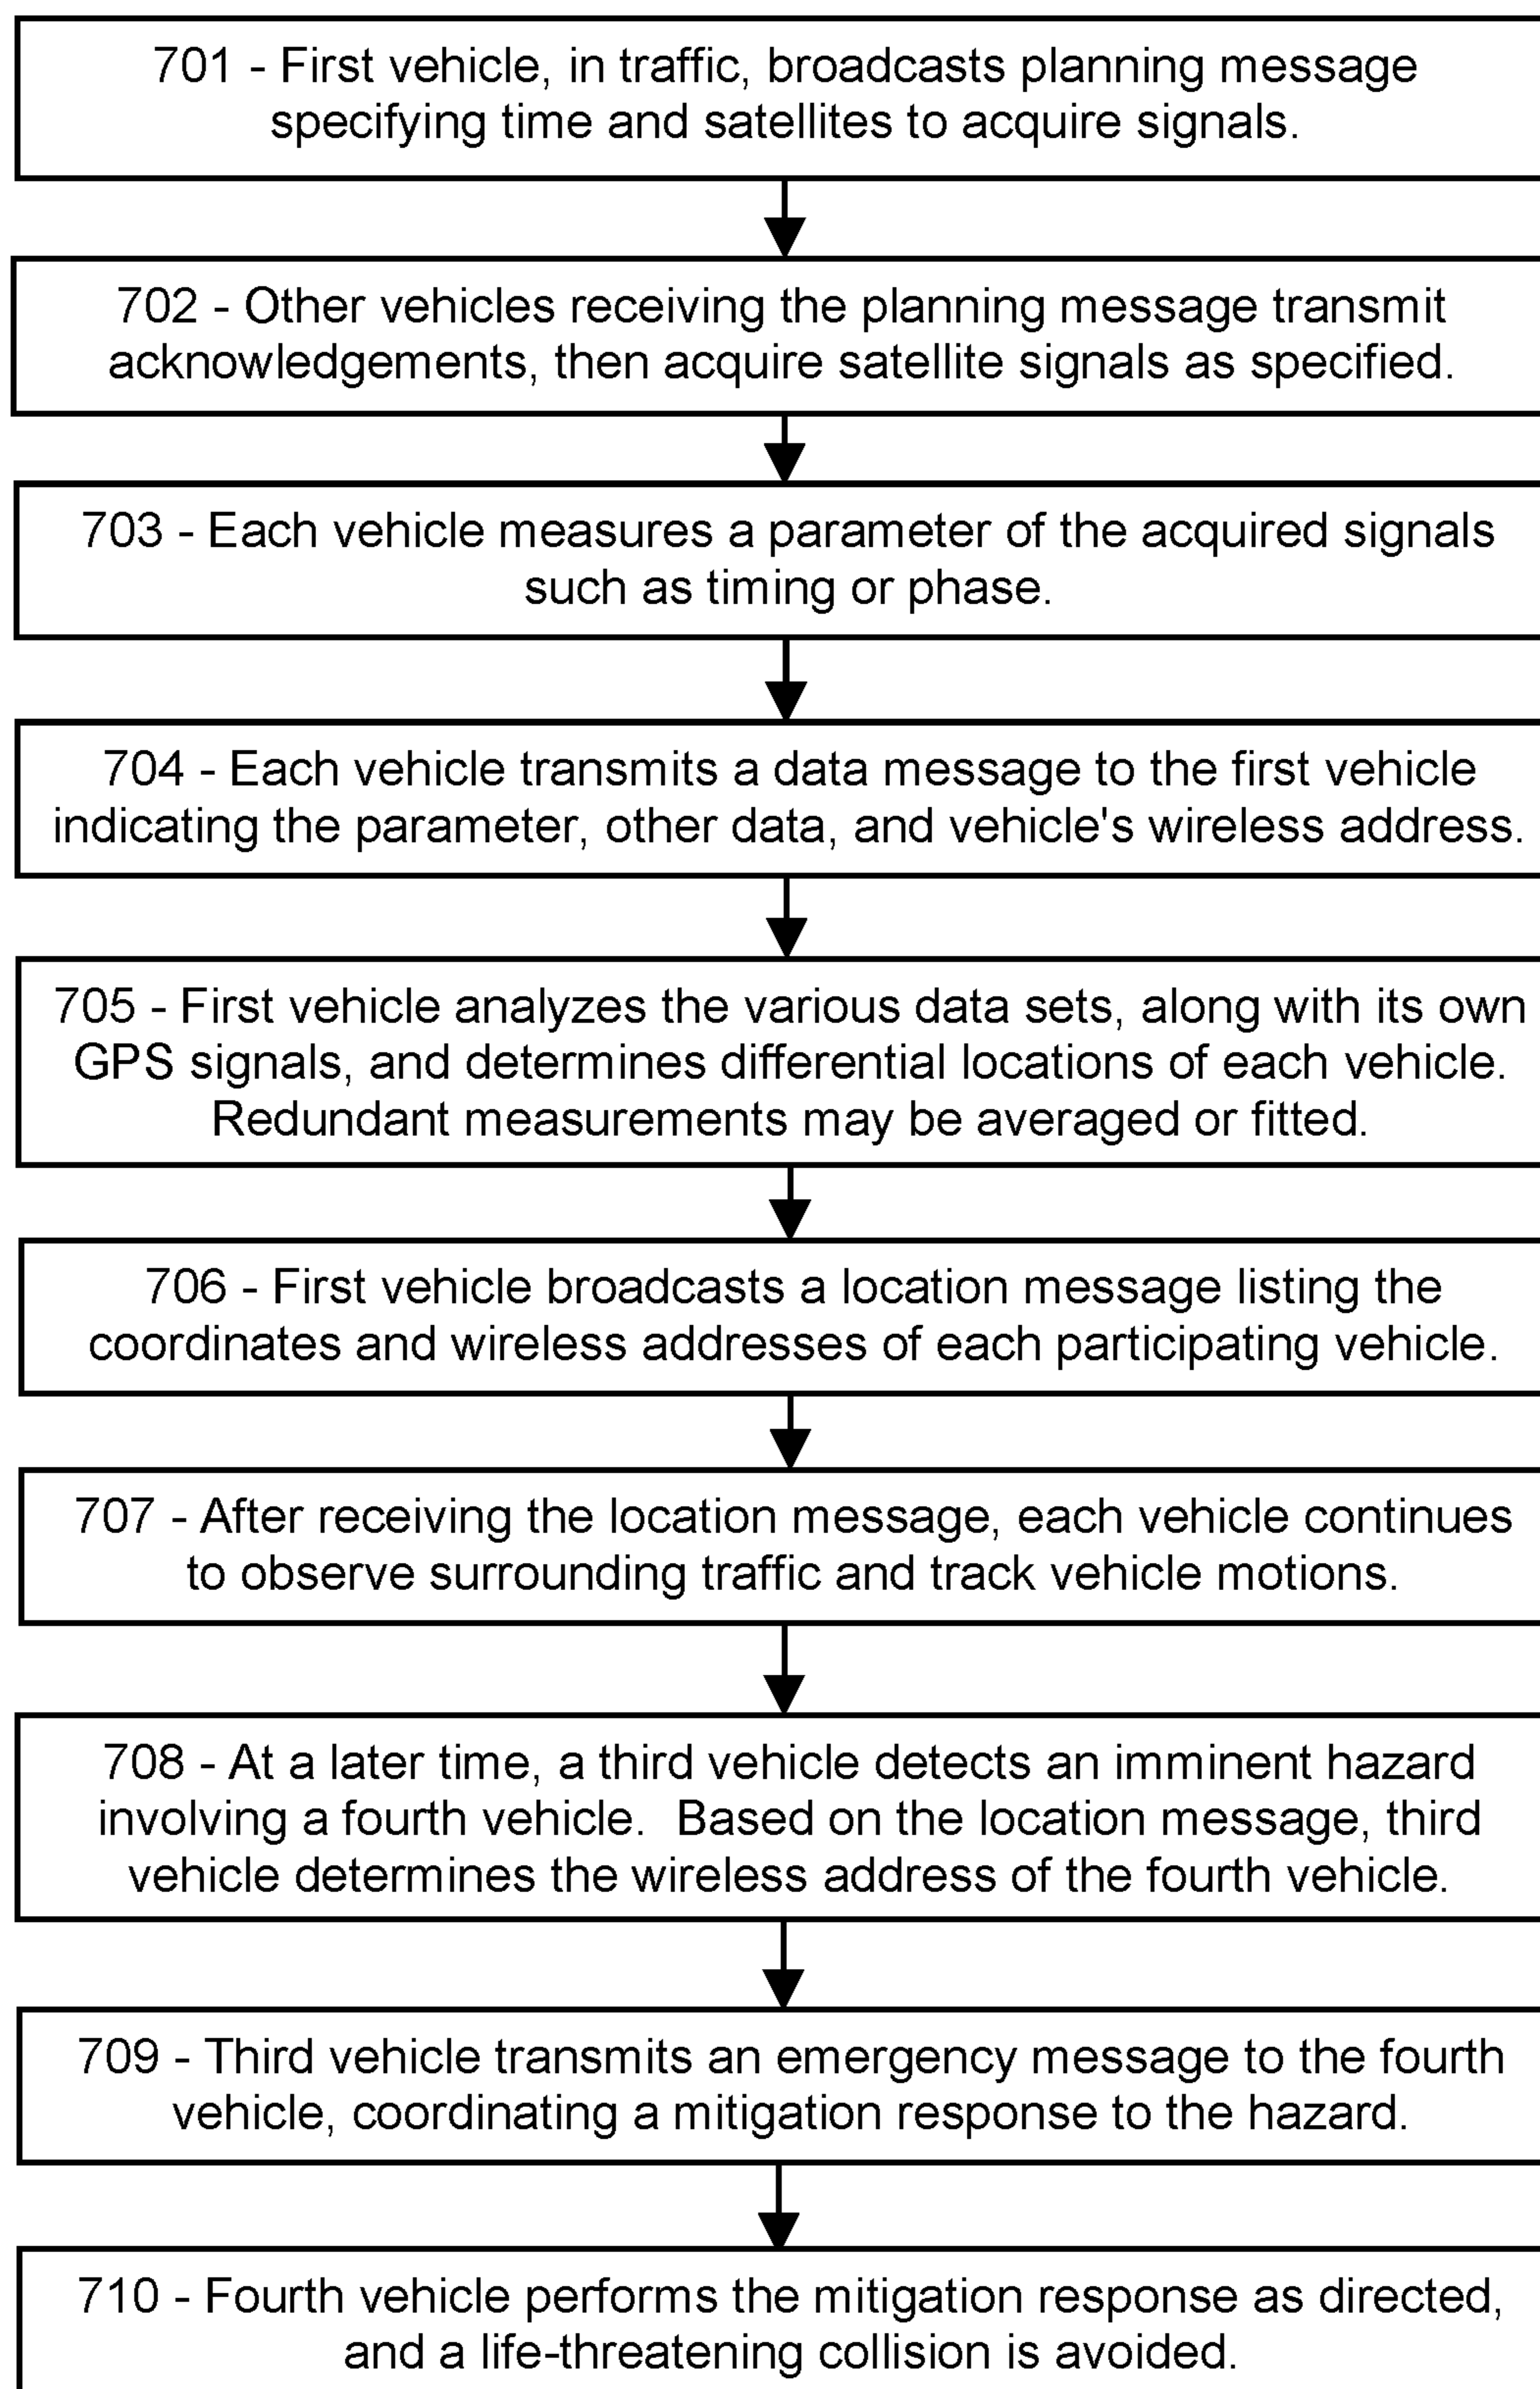 701 - First vehicle, in traffic, broadcasts planning message
specifying time and satellites to acquire signals.
702 - Other vehicles receiving the planning message transmit
acknowledgements, then acquire satellite signals as specified.
703 - Each vehicle measures a parameter of the acquired signals
such as timing or phase.
704 - Each vehicle transmits a data message to the first vehicle
indicating the parameter, other data, and vehicle's wireless address.
705 - First vehicle analyzes the various data sets, along with its own
GPS signals, and determines differential locations of each vehicle.
Redundant measurements may be averaged or fitted.
706 - First vehicle broadcasts a location message listing the
coordinates and wireless addresses of each participating vehicle.
707 - After receiving the location message, each vehicle continues
to observe surrounding traffic and track vehicle motions.
708 - At a later time, a third vehicle detects an imminent hazard
involving a fourth vehicle.  Based on the location message, third
vehicle determines the wireless address of the fourth vehicle.
709 - Third vehicle transmits an emergency message to the fourth
vehicle, coordinating a mitigation response to the hazard.
710 - Fourth vehicle performs the mitigation response as directed,
and a life-threatening collision is avoided.